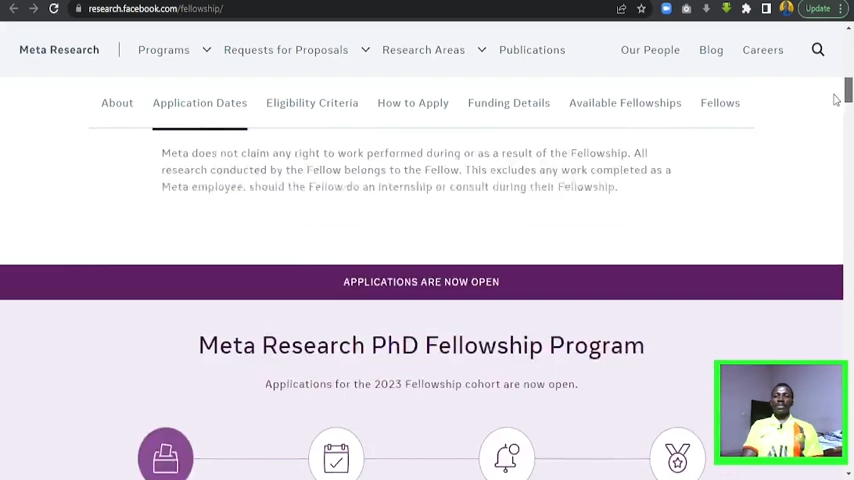 research.facebook.com/fellowship/
Update
Meta Research
Programs
Requests for Proposals
Research Areas
Publications
Our People
Blog
Careers
About
Application Dates
Eligibility Criteria
How to Apply
Funding Details
Available Fellowships
Fellows
Meta does not claim any right to work performed during or as a result of the Fellowship. All
research conducted by the Fellow belongs to the Fellow. This excludes any work completed as a
Meta employee, should the Fellow do an internship or consult during their Fellowship.
APPLICATIONS ARE NOW OPEN
Meta Research PhD Fellowship Program
Applications for the 2023 Fellowship cohort are now open.